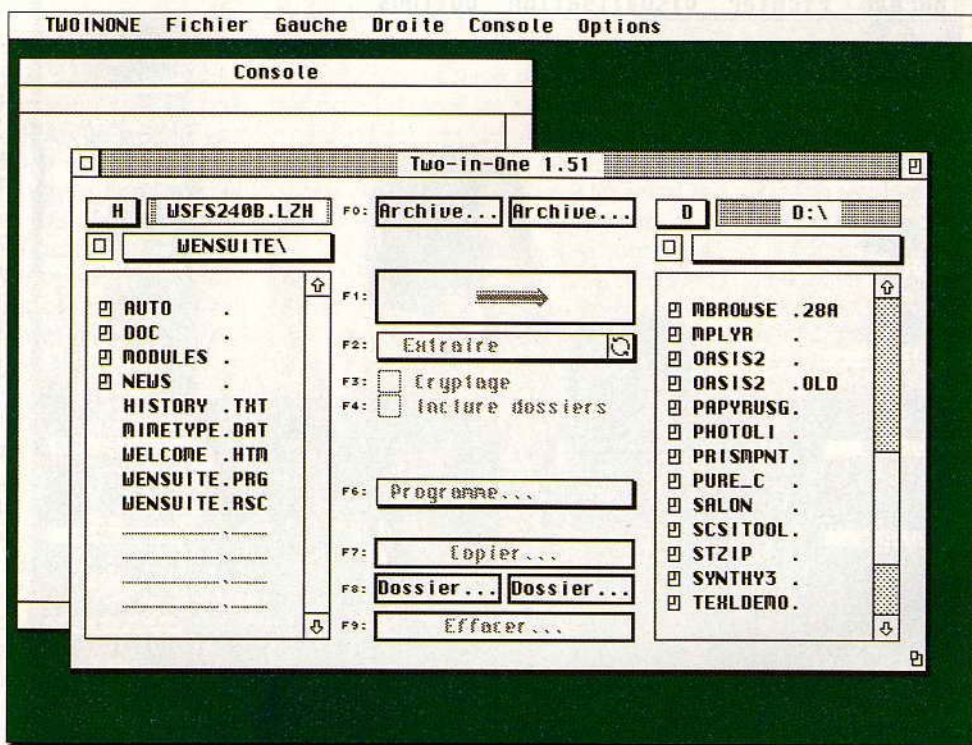 TWOINONE Fichier Gauche Droite Console Options
Console
Two-in-One 1.51
H WSFS240B.LZH F0: Archive... Archive... D D:\
WENSUITE\
F1:
AUTO .
DOC .
MODULES .
NEWS .
HISTORY .TXT
MIMETYPE.DAT
WELCOME .HTM
WENSUITE.PRG
WENSUITE.RSC
F2: Extraire
F3: Cryptage
F4: Inclure dossiers
F6: Programme...
F7: Copier...
F8: Dossier... Dossier...
F9: Effacer...
MBROWSE .28A
MPLYR .
OASIS2 .
OASIS2 .OLD
PAPYRUSG.
PHOTOLI .
PRISMPNT.
PURE_C .
SALON .
SCSITOOL.
STZIP .
SYNTHY3 .
TEXLDEMO.